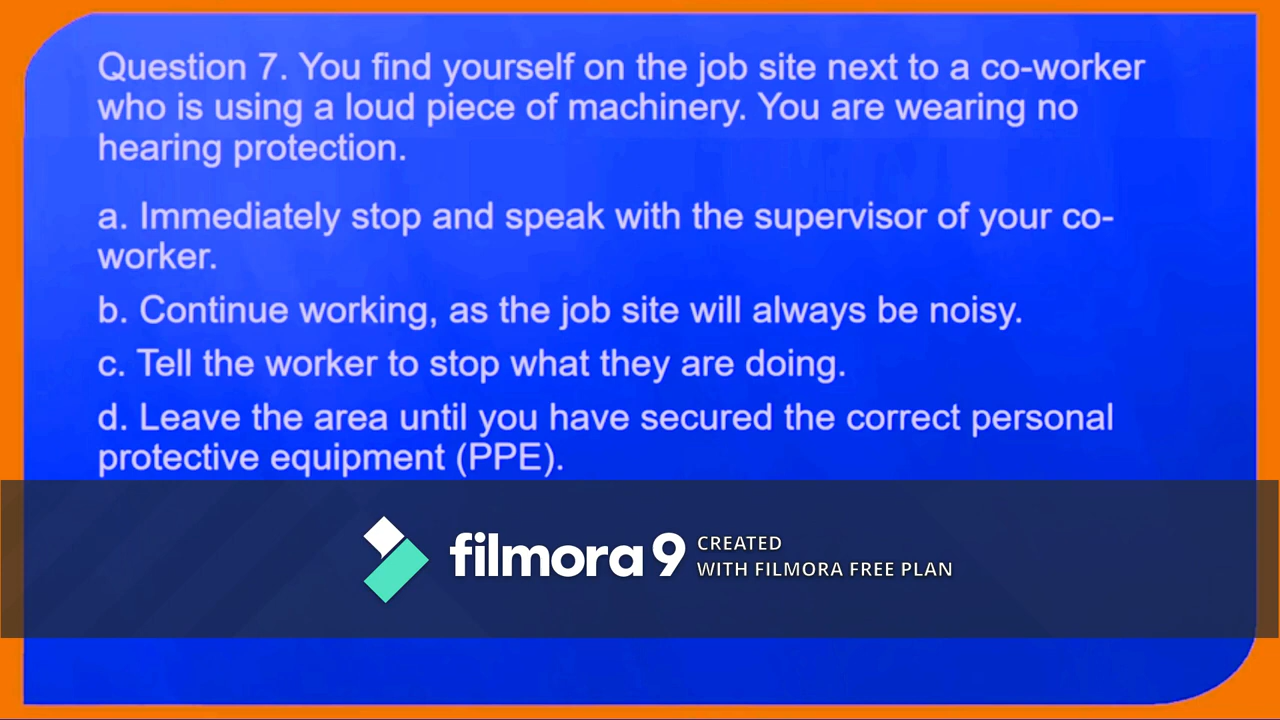 Question 7. You find yourself on the job site next to a co-worker
who is using a loud piece of machinery. You are wearing no
hearing protection.
a. Immediately stop and speak with the supervisor of your co-
worker.
b. Continue working, as the job site will always be noisy.
c. Tell the worker to stop what they are doing.
d. Leave the area until you have secured the correct personal
protective equipment (PPE).
filmora 9 CREATED
WITH FILMORA FREE PLAN